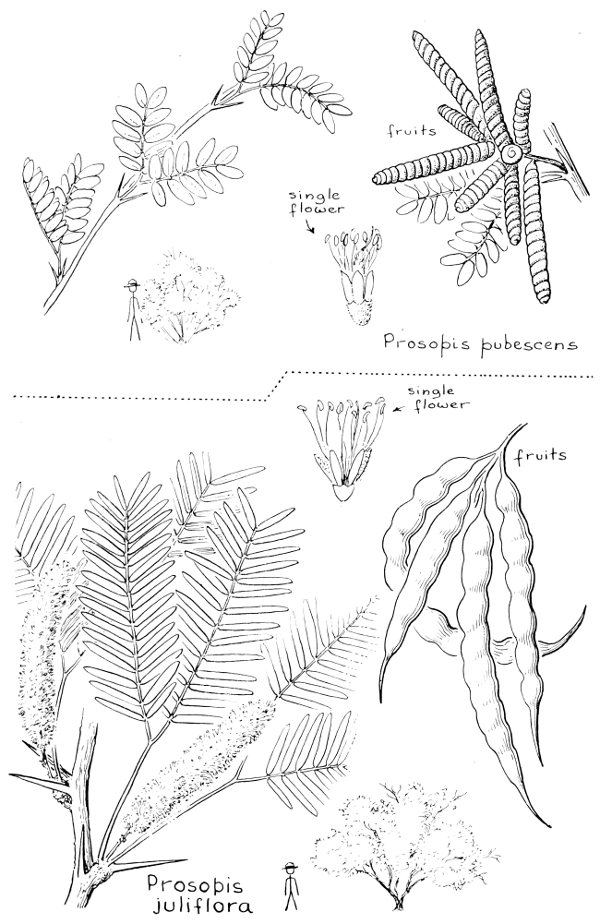 fruits
single
flower
Prosopis pubescens
single
flower
fruits
Prosopis
juliflora